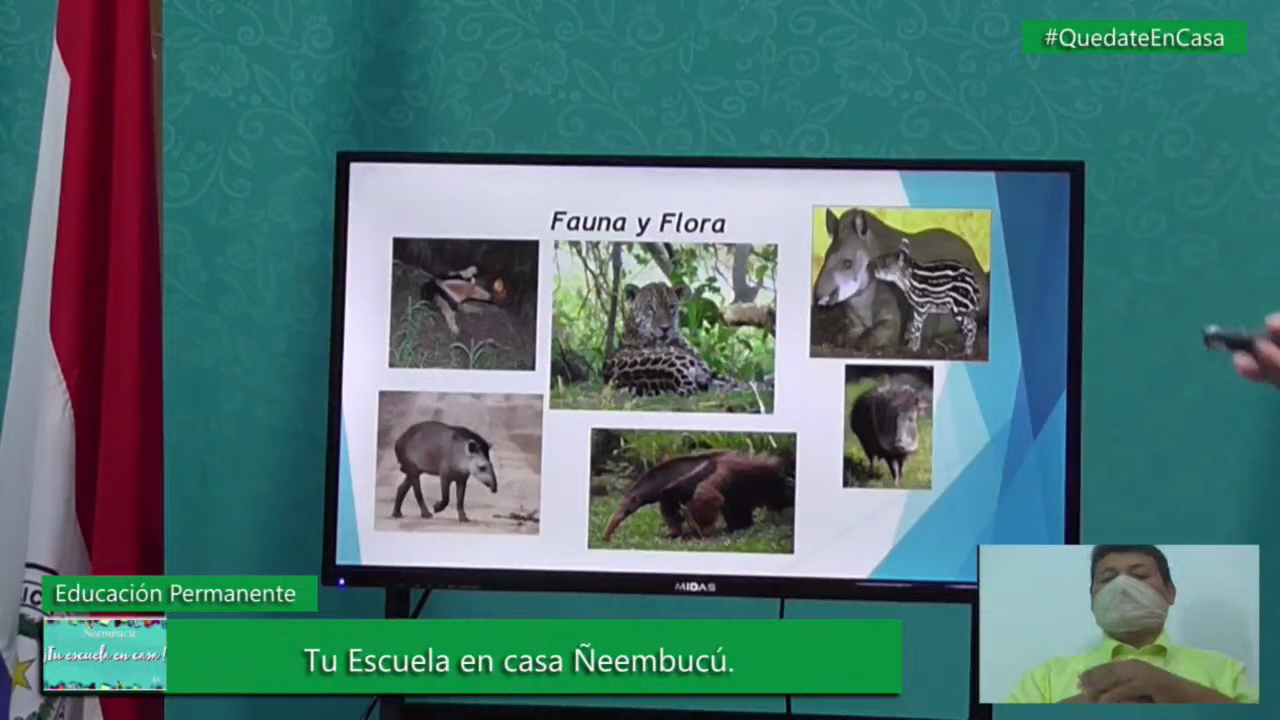 #QuedateEnCasa
Fauna y Flora
MIDAS
Educación Permanente
Ñeembucú
¡Tu escuela en casa!
Tu Escuela en casa Ñeembucú.